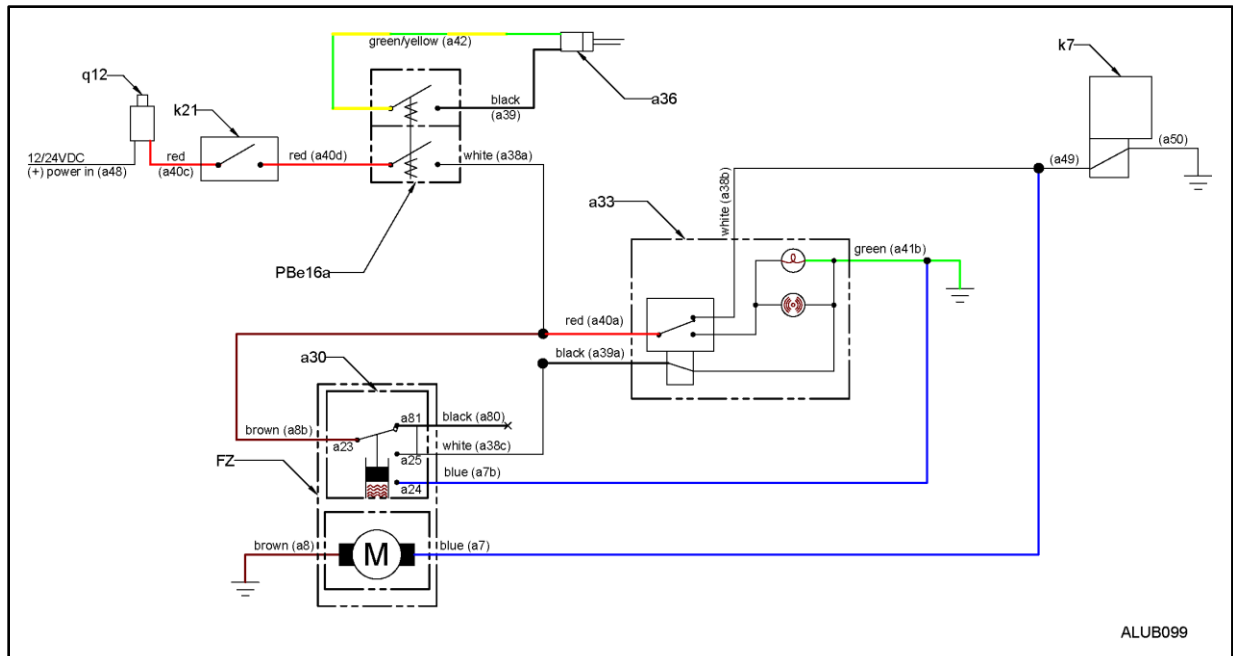 green/yellow (a42)
k7
q12
a36
k21
black
(a39)
(a50)
12/24VDC
(+) power in (a48)
red
(a40c)
red (a40d)
white (a38a)
(a49)
white (a38b)
a33
PBe16a
green (a41b)
red (a40a)
black (a39a)
a30
a81
black (a80)
brown (a8b)
a23
white (a38c)
a25
FZ
blue (a7b)
a24
brown (a8)
M
blue (a7)
ALUB099